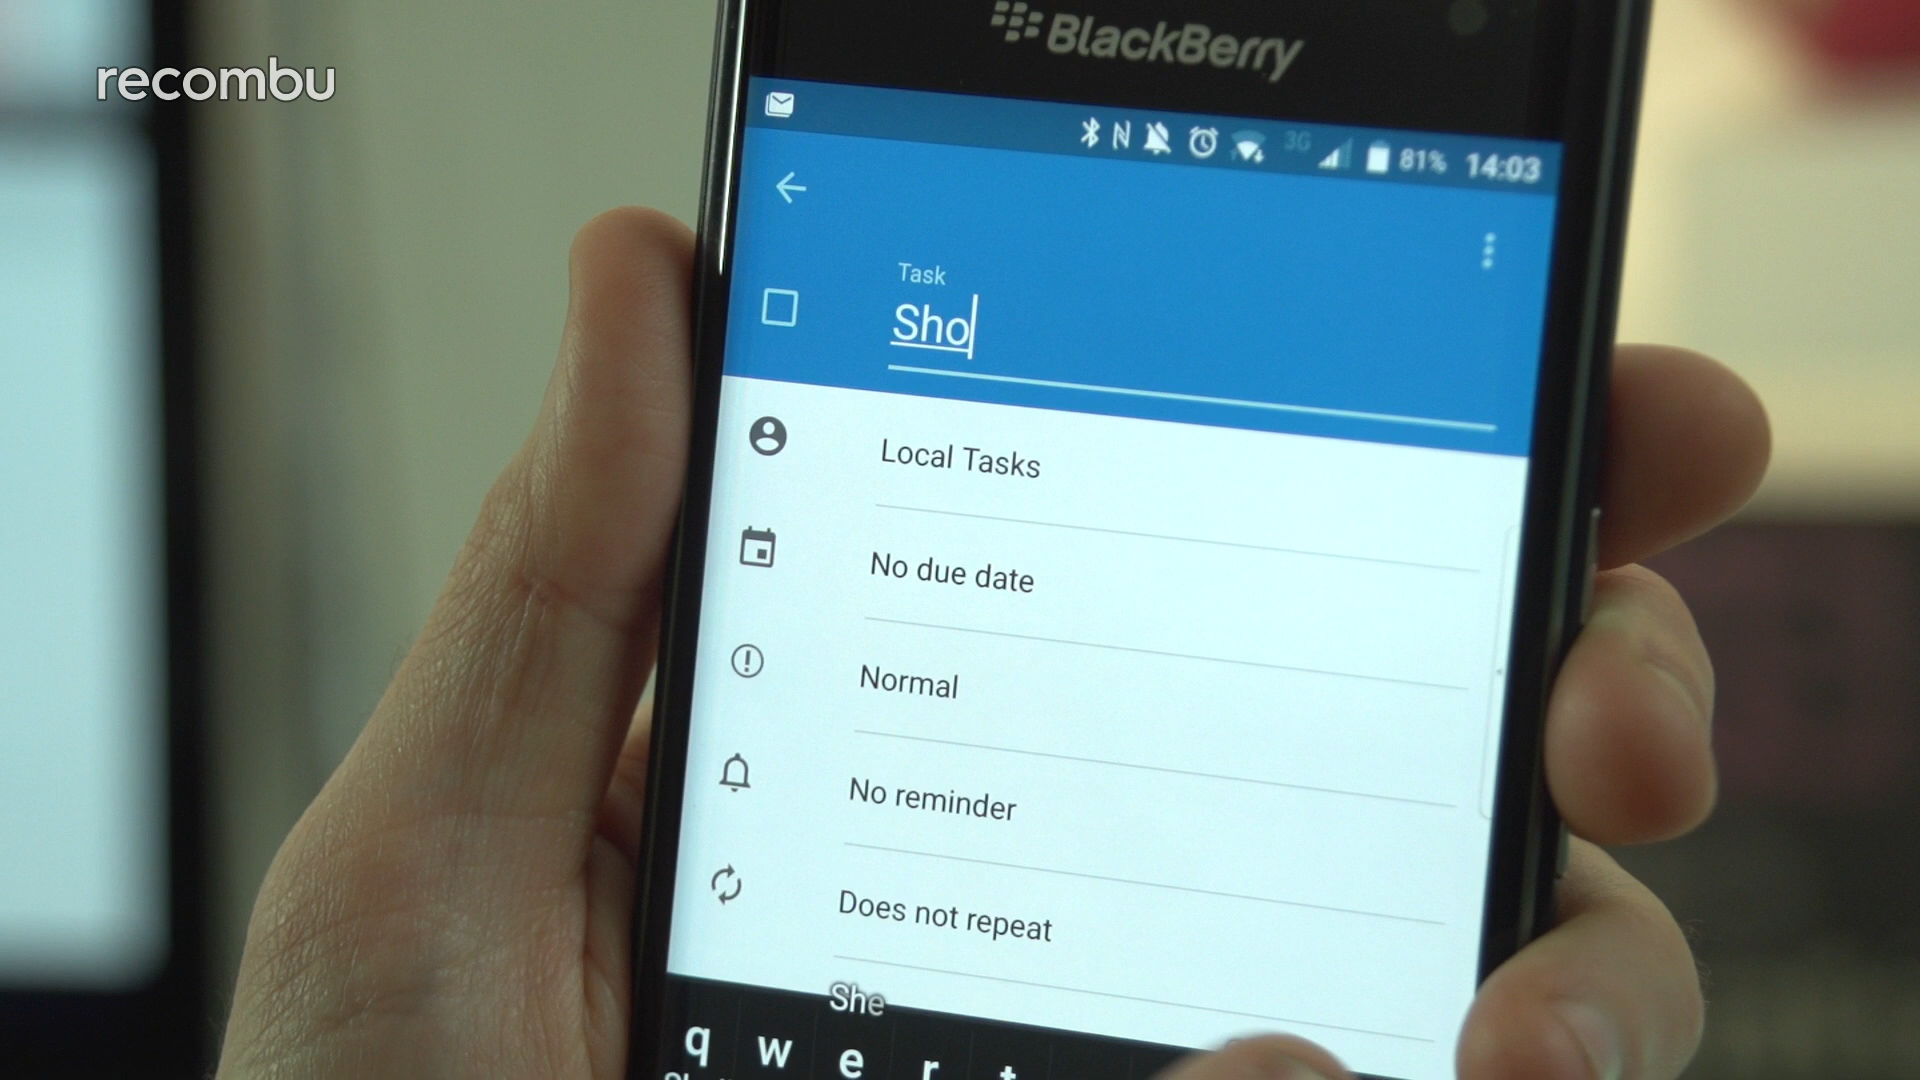 recombu
BlackBerry
3G 81% 14:03
Task
Sho
Local Tasks
No due date
Normal
No reminder
Does not repeat
She
q w e r t